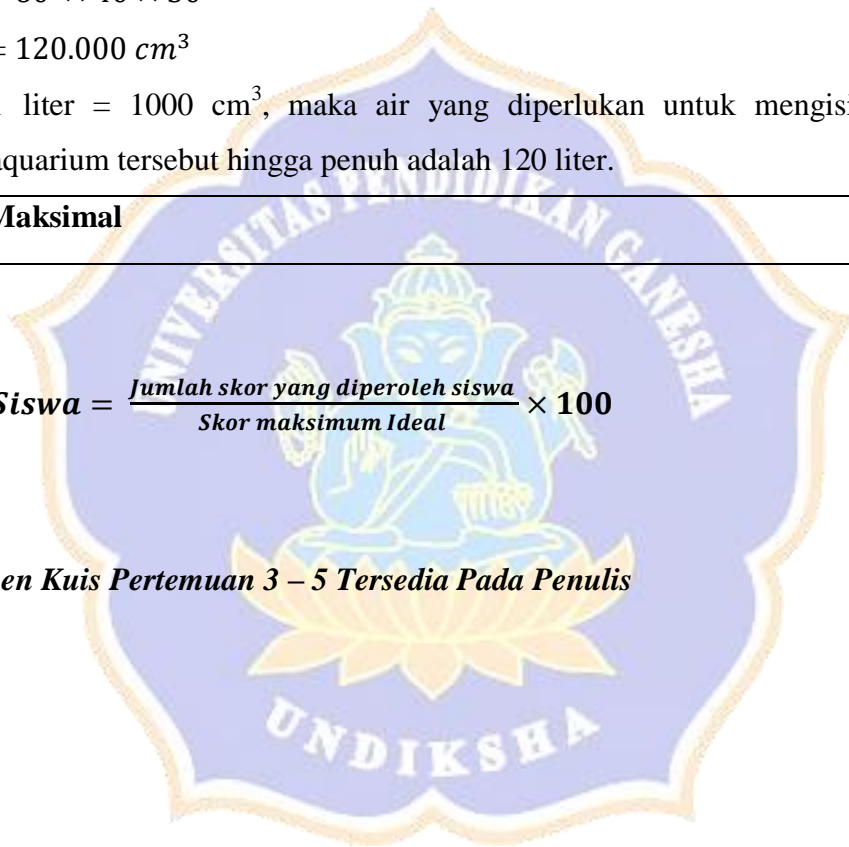 = 120.000 cm³
liter = 1000 cm³, maka air yang diperlukan untuk mengisi
aquarium tersebut hingga penuh adalah 120 liter.
Maksimal
Siswa = Jumlah skor yang diperoleh siswa / Skor maksimum Ideal × 100
en Kuis Pertemuan 3 – 5 Tersedia Pada Penulis
UNIVERSITAS PENDIDIKAN GANESHA
UNDIKSHA